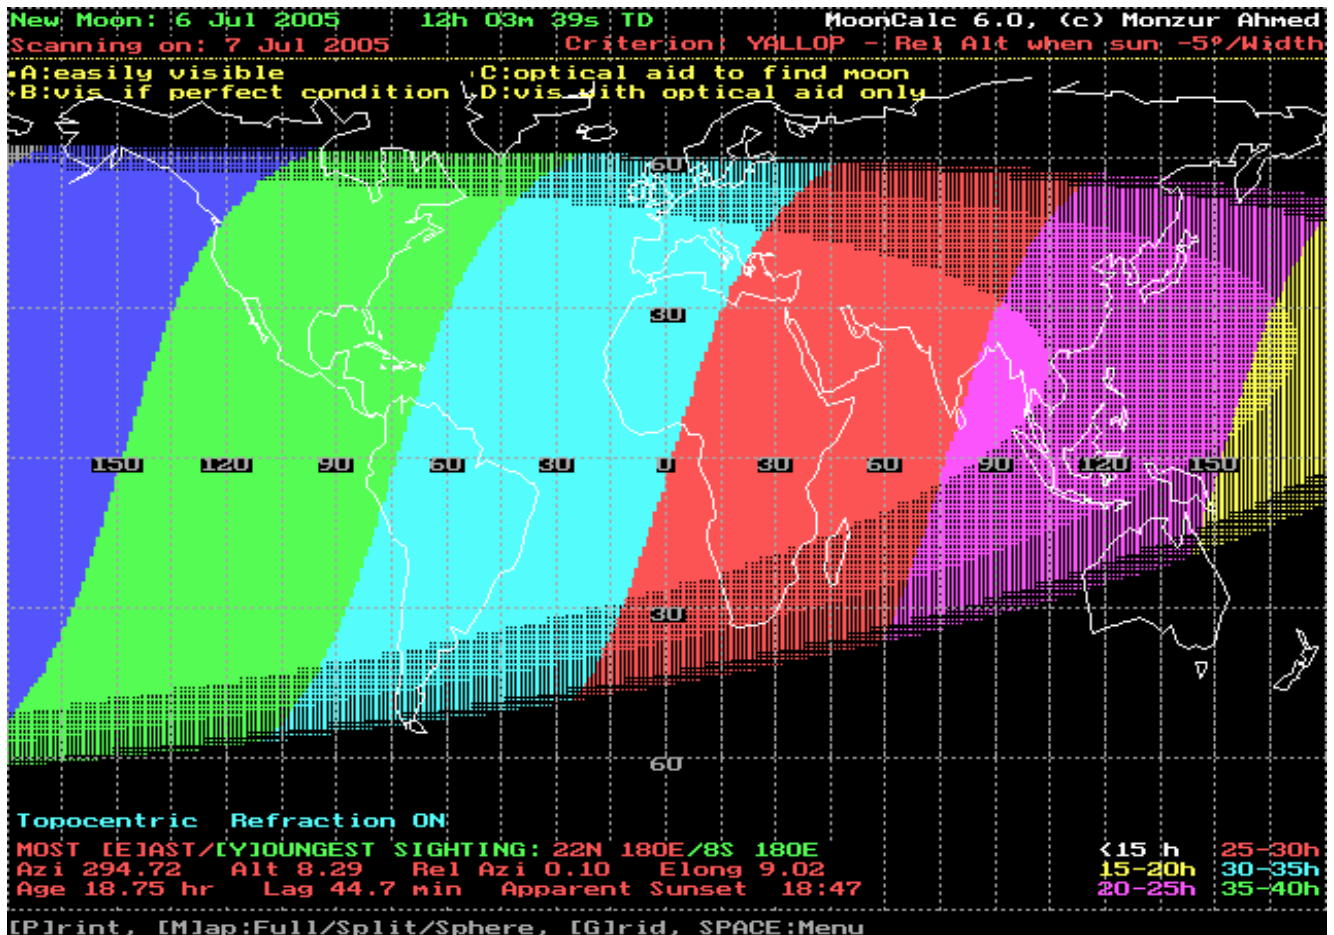 New Moon: 6 Jul 2005 12h 03m 39s TD MoonCalc 6.0, (c) Monzur Ahmed
Scanning on: 7 Jul 2005 Criterion: YALLOP - Rel Alt when sun -5º/Width
A:easily visible C:optical aid to find moon
B:vis if perfect condition D:vis with optical aid only
60
30
150 120 90 60 30 0 30 60 90 120 150
30
60
Topocentric Refraction ON
MOST [E]AST/[Y]OUNGEST SIGHTING: 22N 180E/8S 180E <15 h 25-30h
Azi 294.72 Alt 8.29 Rel Azi 0.10 Elong 9.02 15-20h 30-35h
Age 18.75 hr Lag 44.7 min Apparent Sunset 18:47 20-25h 35-40h
[P]rint, [M]ap:Full/Split/Sphere, [G]rid, SPACE:Menu